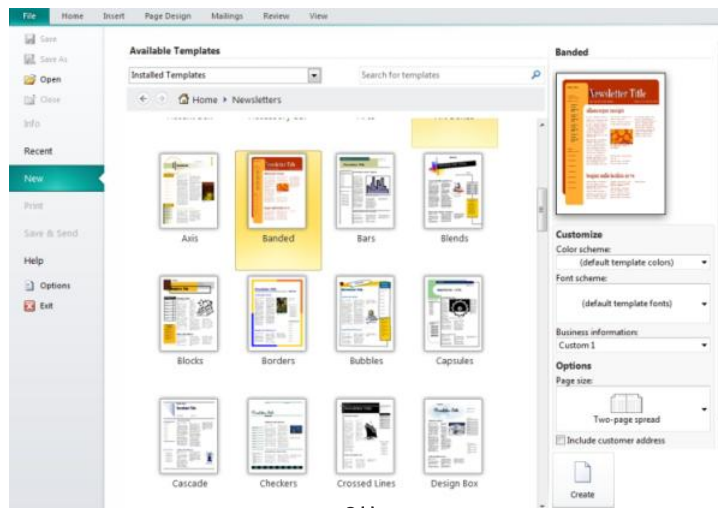 File Home Insert Page Design Mailings Review View
Save
Save As
Open
Close
Info
Recent
New
Print
Save & Send
Help
Options
Exit
Available Templates
Installed Templates
Search for templates
Home Newsletters
Axis Banded Bars Blends
Blocks Borders Bubbles Capsules
Cascade Checkers Crossed Lines Design Box
Banded
Newsletter Title
Customize
Color scheme:
(default template colors)
Font scheme:
(default template fonts)
Business information:
Custom 1
Options
Page size:
Two-page spread
Include customer address
Create